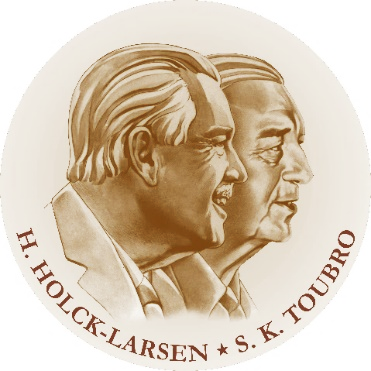 H. HOLCK-LARSEN ★ S. K. TOUBRO